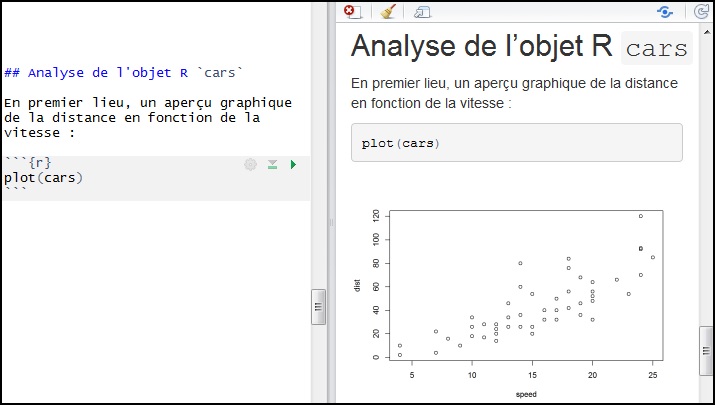 ## Analyse de l'objet R `cars`
En premier lieu, un aperçu graphique
de la distance en fonction de la
vitesse :
```{r}
plot(cars)
```
Analyse de l’objet R cars
En premier lieu, un aperçu graphique de la distance
en fonction de la vitesse :
plot(cars)
120
100
80
60
40
20
0
dist
5 10 15 20 25
speed